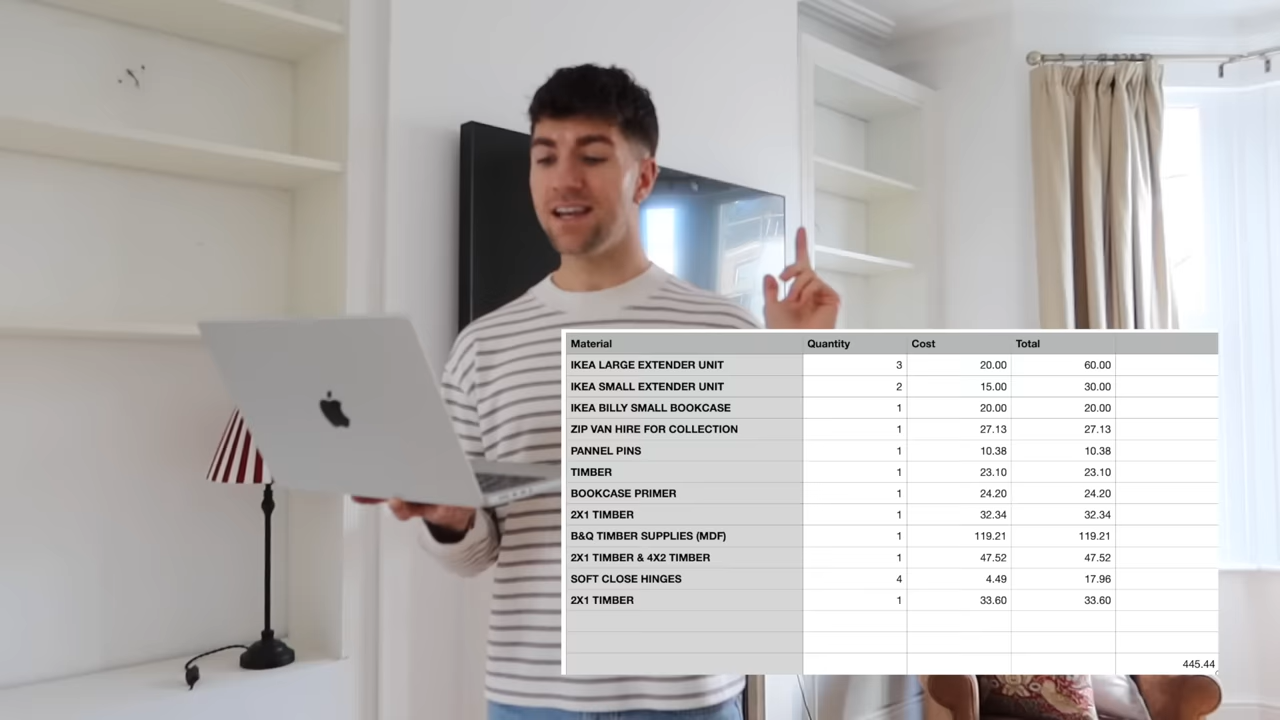 Material Quantity Cost Total
IKEA LARGE EXTENDER UNIT 3 20.00 60.00
IKEA SMALL EXTENDER UNIT 2 15.00 30.00
IKEA BILLY SMALL BOOKCASE 1 20.00 20.00
ZIP VAN HIRE FOR COLLECTION 1 27.13 27.13
PANNEL PINS 1 10.38 10.38
TIMBER 1 23.10 23.10
BOOKCASE PRIMER 1 24.20 24.20
2X1 TIMBER 1 32.34 32.34
B&Q TIMBER SUPPLIES (MDF) 1 119.21 119.21
2X1 TIMBER & 4X2 TIMBER 1 47.52 47.52
SOFT CLOSE HINGES 4 4.49 17.96
2X1 TIMBER 1 33.60 33.60
445.44